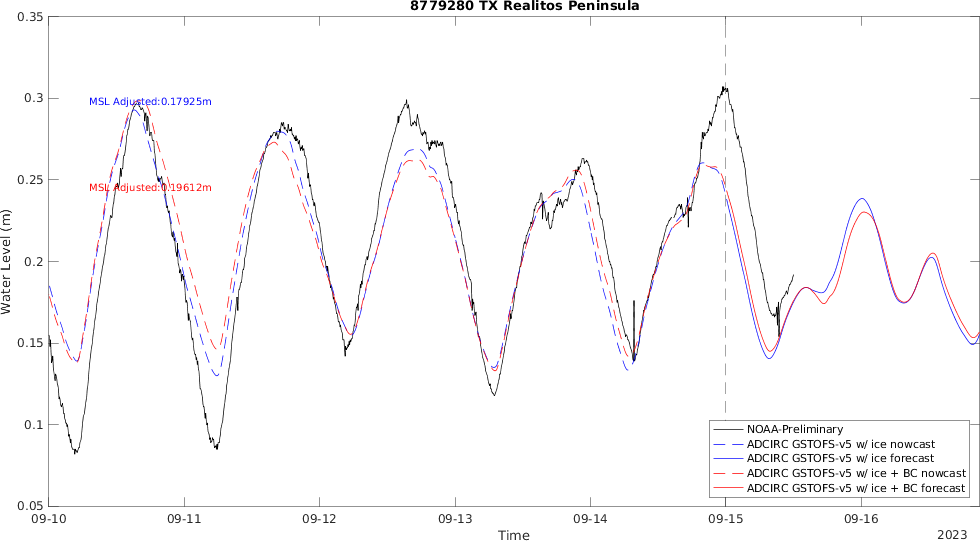 8779280 TX Realitos Peninsula
Water Level (m)
0.35
0.3
0.25
0.2
0.15
0.1
0.05
MSL Adjusted:0.17925m
MSL Adjusted:0.19612m
NOAA-Preliminary
ADCIRC GSTOFS-v5 w/ ice nowcast
ADCIRC GSTOFS-v5 w/ ice forecast
ADCIRC GSTOFS-v5 w/ ice + BC nowcast
ADCIRC GSTOFS-v5 w/ ice + BC forecast
09-10 09-11 09-12 09-13 09-14 09-15 09-16
Time
2023